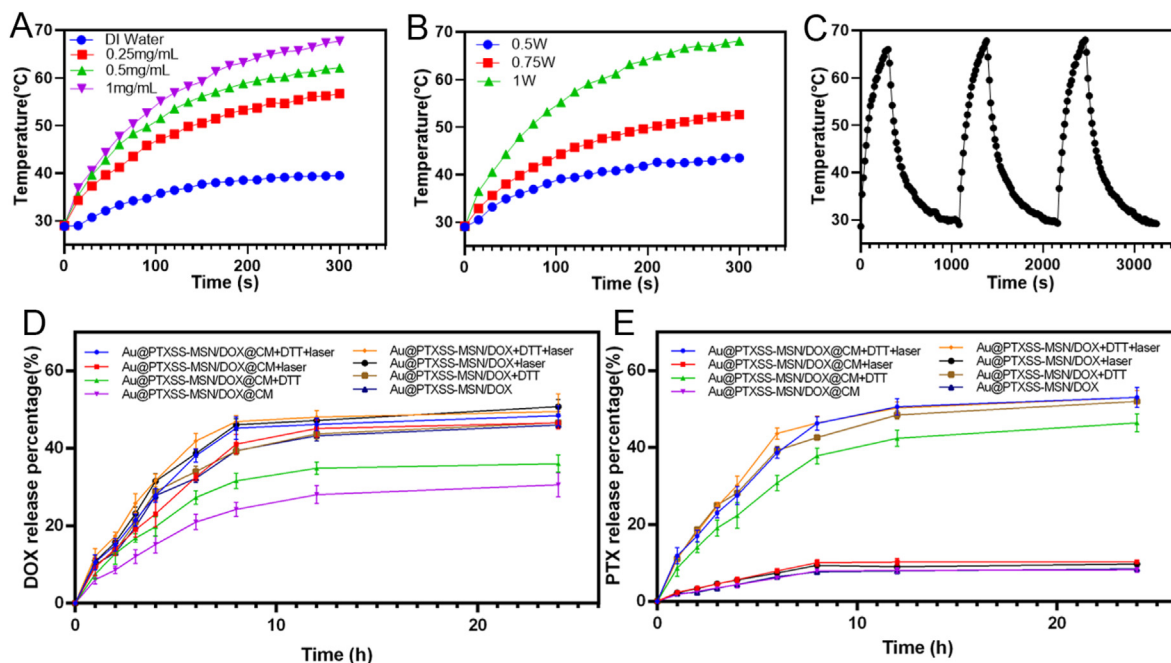 A
Temperature(°C)
70
60
50
40
30
DI Water
0.25mg/mL
0.5mg/mL
1mg/mL
0 100 200 300
Time (s)
B
Temperature(°C)
70
60
50
40
30
0.5W
0.75W
1W
0 100 200 300
Time (s)
C
Temperature(°C)
70
60
50
40
30
0 1000 2000 3000
Time (s)
D
DOX release percentage(%)
60
40
20
0
Au@PTXSS-MSN/DOX@CM+DTT+laser
Au@PTXSS-MSN/DOX@CM+laser
Au@PTXSS-MSN/DOX@CM+DTT
Au@PTXSS-MSN/DOX@CM
Au@PTXSS-MSN/DOX+DTT+laser
Au@PTXSS-MSN/DOX+laser
Au@PTXSS-MSN/DOX+DTT
Au@PTXSS-MSN/DOX
0 10 20
Time (h)
E
PTX release percentage(%)
60
40
20
0
Au@PTXSS-MSN/DOX@CM+DTT+laser
Au@PTXSS-MSN/DOX@CM+laser
Au@PTXSS-MSN/DOX@CM+DTT
Au@PTXSS-MSN/DOX@CM
Au@PTXSS-MSN/DOX+DTT+laser
Au@PTXSS-MSN/DOX+laser
Au@PTXSS-MSN/DOX+DTT
Au@PTXSS-MSN/DOX
0 10 20
Time (h)